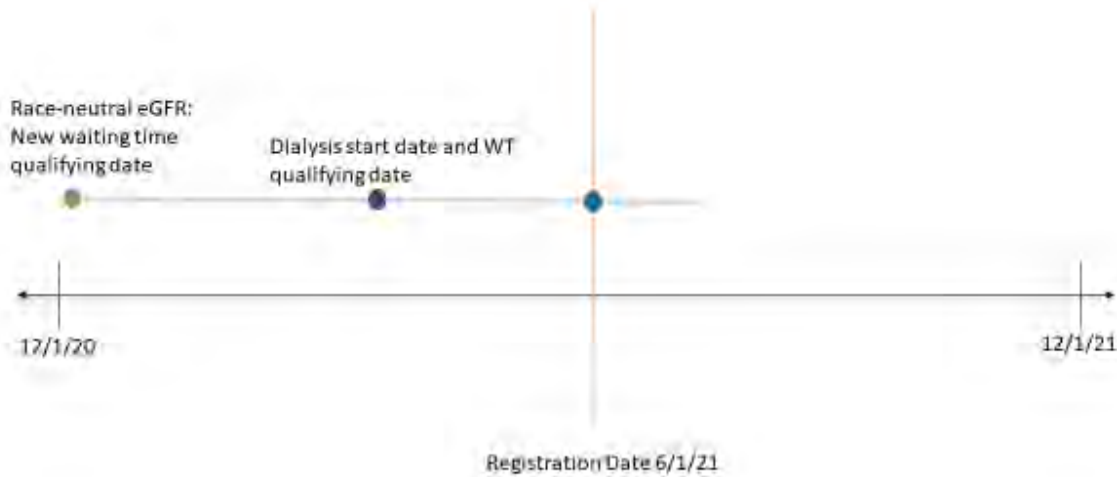 Race-neutral eGFR:
New waiting time
qualifying date
Dialysis start date and WT
qualifying date
12/1/20
12/1/21
Registration Date 6/1/21